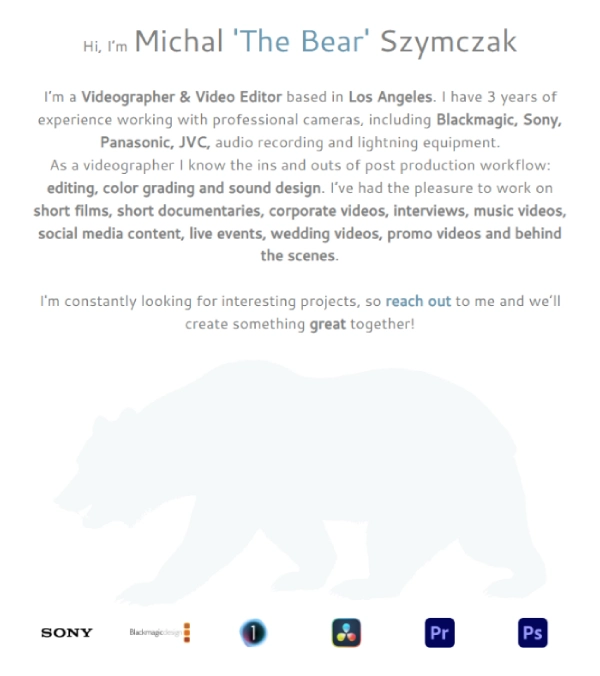 Hi, I'm Michal 'The Bear' Szymczak
I'm a Videographer & Video Editor based in Los Angeles. I have 3 years of
experience working with professional cameras, including Blackmagic, Sony,
Panasonic, JVC, audio recording and lightning equipment.
As a videographer I know the ins and outs of post production workflow:
editing, color grading and sound design. I've had the pleasure to work on
short films, short documentaries, corporate videos, interviews, music videos,
social media content, live events, wedding videos, promo videos and behind
the scenes.
I'm constantly looking for interesting projects, so reach out to me and we'll
create something great together!
SONY Blackmagicdesign 1 Pr Ps